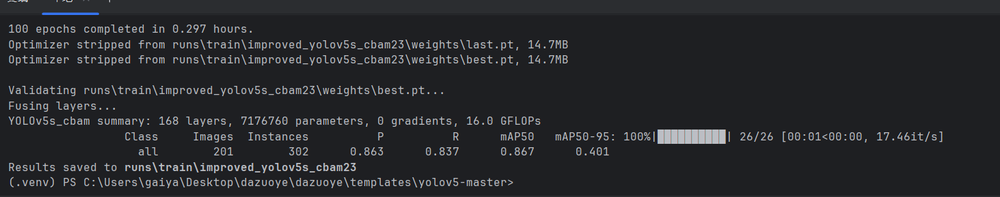 100 epochs completed in 0.297 hours.
Optimizer stripped from runs\train\improved_yolov5s_cbam23\weights\last.pt, 14.7MB
Optimizer stripped from runs\train\improved_yolov5s_cbam23\weights\best.pt, 14.7MB
Validating runs\train\improved_yolov5s_cbam23\weights\best.pt...
Fusing layers...
YOLOv5s_cbam summary: 168 layers, 7176760 parameters, 0 gradients, 16.0 GFLOPs
Class Images Instances P R mAP50 mAP50-95: 100%|██████████| 26/26 [00:01<00:00, 17.46it/s]
all 201 302 0.863 0.837 0.867 0.401
Results saved to runs\train\improved_yolov5s_cbam23
(.venv) PS C:\Users\gaiya\Desktop\dazuoye\dazuoye\templates\yolov5-master>